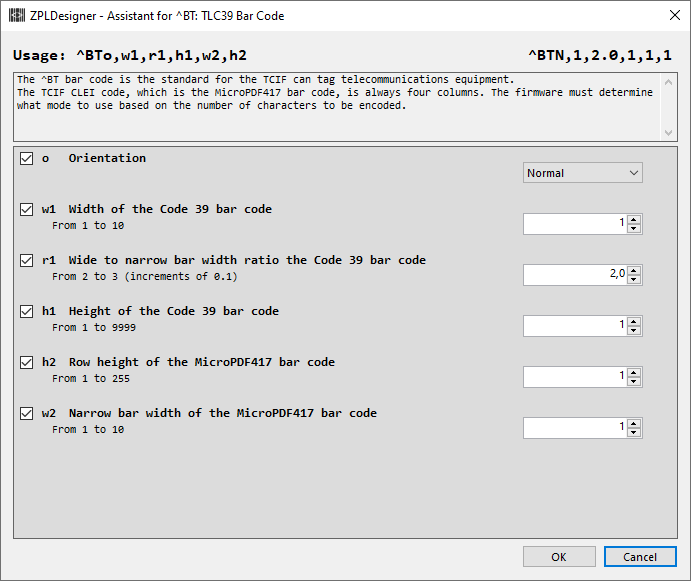 ZPLDesigner - Assistant for ^BT: TLC39 Bar Code
Usage: ^BTo,w1,r1,h1,w2,h2 ^BTN,1,2.0,1,1,1
The ^BT bar code is the standard for the TCIF can tag telecommunications equipment.
The TCIF CLEI code, which is the MicroPDF417 bar code, is always four columns. The firmware must determine
what mode to use based on the number of characters to be encoded.
o Orientation
Normal
w1 Width of the Code 39 bar code
From 1 to 10
1
r1 Wide to narrow bar width ratio the Code 39 bar code
From 2 to 3 (increments of 0.1)
2,0
h1 Height of the Code 39 bar code
From 1 to 9999
1
h2 Row height of the MicroPDF417 bar code
From 1 to 255
1
w2 Narrow bar width of the MicroPDF417 bar code
From 1 to 10
1
OK Cancel